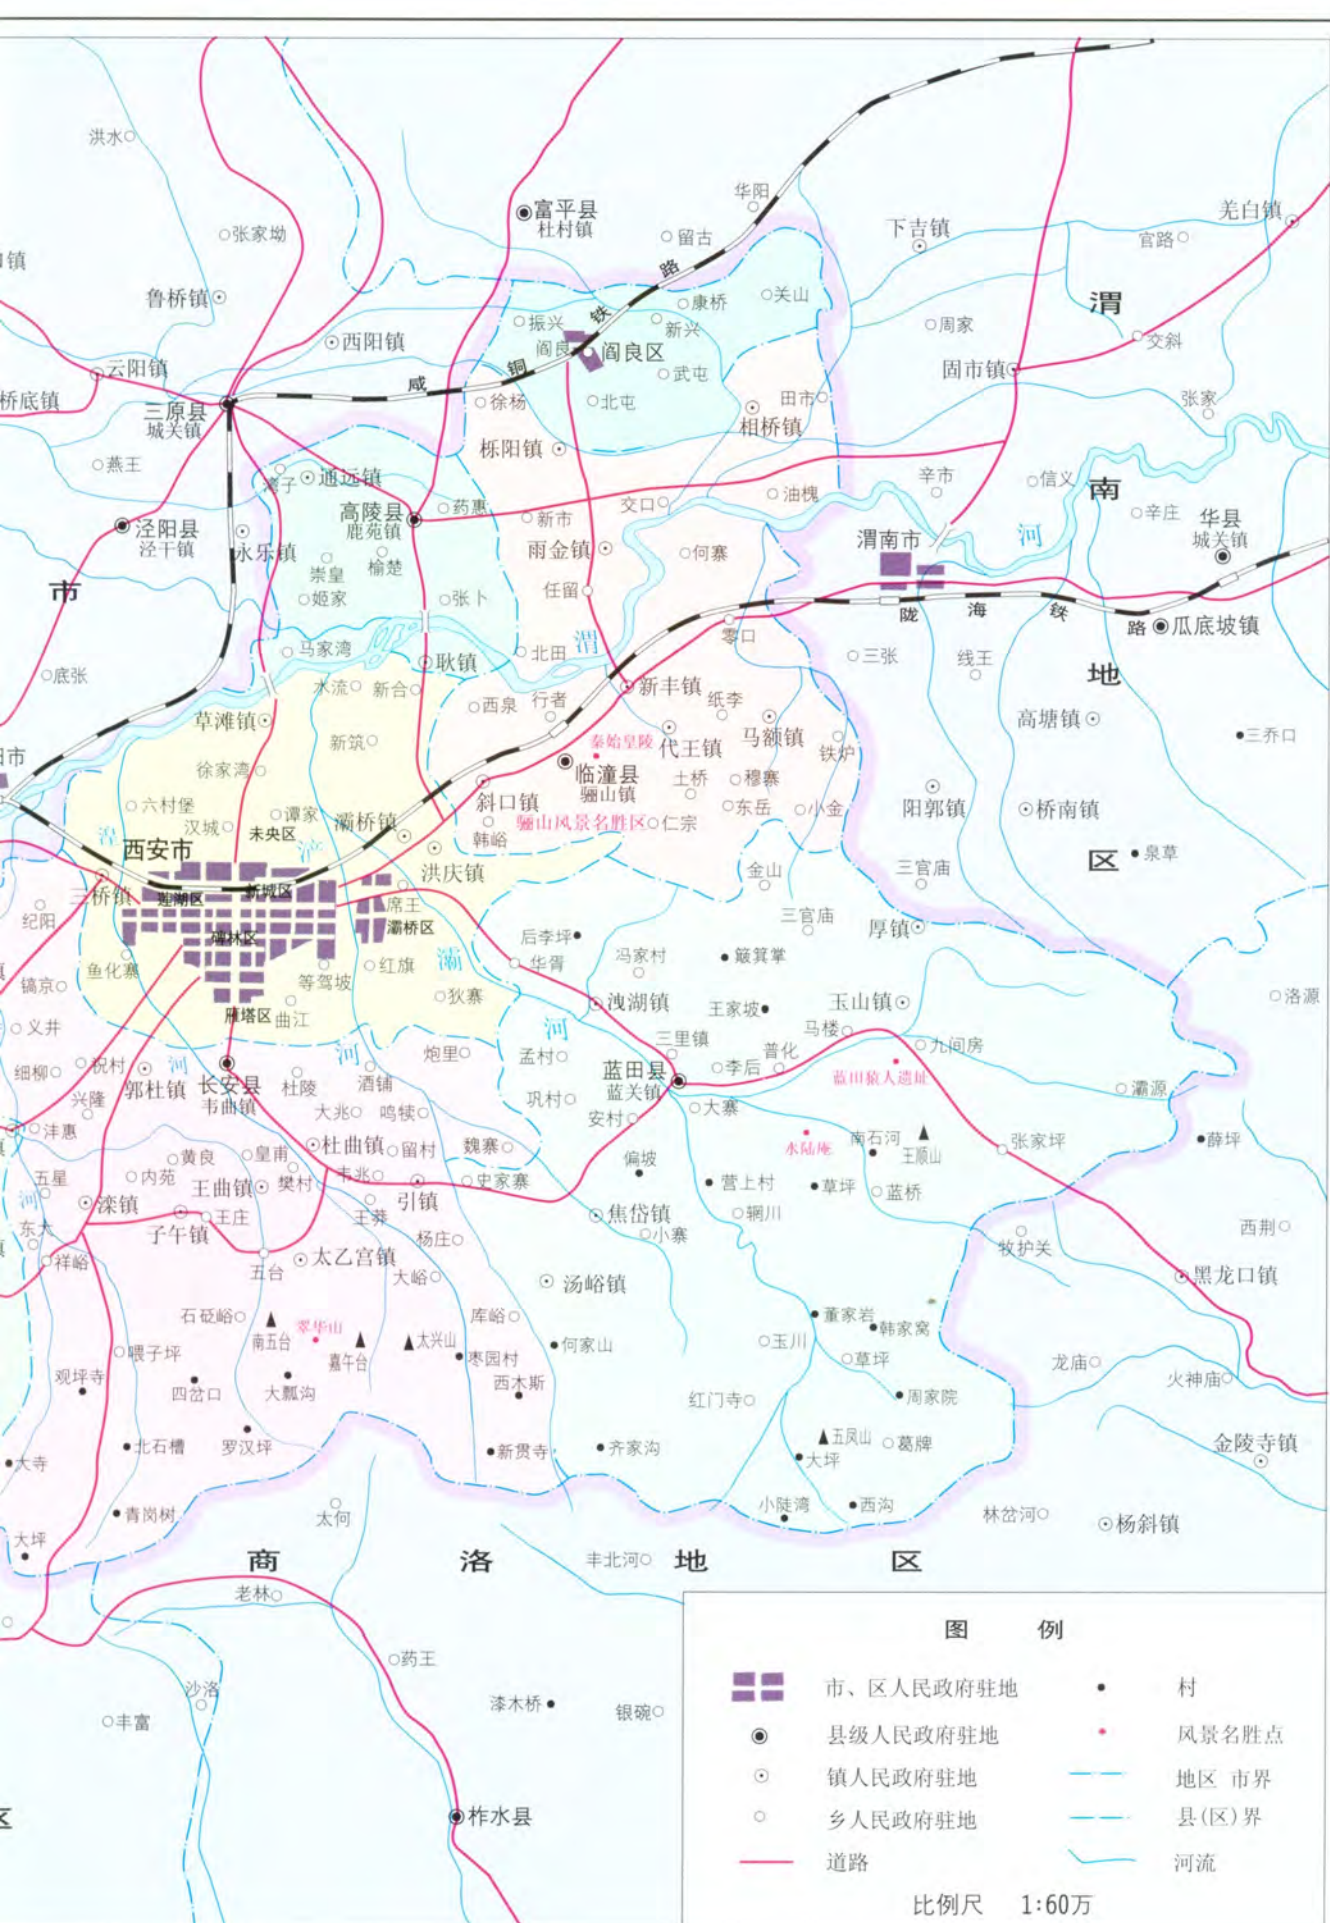 洪水
张家坳
镇
鲁桥镇
云阳镇
桥底镇
三原县
城关镇
西阳镇
燕王
泾阳县
泾干镇
永乐镇
市
底张
富平县
杜村镇
留古
华阳
下吉镇
羌白镇
官路
关山
康桥
新兴
振兴
阎良
阎良区
武屯
北屯
徐杨
咸
铜
铁
路
周家
渭
交斜
固市镇
张家
田市
相桥镇
栎阳镇
湾子
通远镇
高陵县
鹿苑镇
药惠
榆楚
崇皇
姬家
张卜
新市
交口
油槐
雨金镇
何寨
任留
辛市
信义
南
辛庄
华县
城关镇
渭南市
河
陇
海
铁
路
瓜底坡镇
马家湾
耿镇
北田
渭
零口
三张
线王
地
水流
新合
草滩镇
新筑
西泉
行者
新丰镇
纸李
代王镇
马额镇
铁炉
高塘镇
三乔口
秦始皇陵
临潼县
骊山镇
土桥
穆寨
东岳
小金
阳郭镇
桥南镇
徐家湾
六村堡
汉城
谭家
未央区
灞桥镇
斜口镇
韩峪
骊山风景名胜区
仁宗
区
泉草
西安市
浐
洪庆镇
金山
三官庙
三桥镇
莲湖区
新城区
席王
灞桥区
碑林区
纪阳
后李坪
冯家村
簸箕掌
三官庙
厚镇
鱼化寨
等驾坡
红旗
灞
华胥
镐京
雁塔区
曲江
狄寨
洩湖镇
王家坡
玉山镇
洛源
义井
河
河
炮里
河
孟村
三里镇
马楼
九间房
细柳
祝村
郭杜镇
长安县
韦曲镇
杜陵
酒铺
蓝田县
蓝关镇
李后
普化
蓝田猿人遗址
灞源
兴隆
大兆
鸣犊
巩村
安村
大寨
沣惠
黄良
皇甫
杜曲镇
留村
魏寨
偏坡
水陆庵
南石河
王顺山
张家坪
薛坪
五星
内苑
王曲镇
樊村
韦兆
引镇
史家寨
营上村
草坪
蓝桥
河
滦镇
东大
子午镇
王庄
王莽
杨庄
焦岱镇
小寨
辋川
牧护关
西荆
祥峪
五台
太乙宫镇
大峪
汤峪镇
黑龙口镇
石砭峪
南五台
翠华山
嘉午台
太兴山
库峪
枣园村
何家山
董家岩
韩家窝
玉川
草坪
龙庙
火神庙
喂子坪
观坪寺
四岔口
大瓢沟
西木斯
红门寺
周家院
罗汉坪
北石槽
新贯寺
齐家沟
五凤山
葛牌
大坪
金陵寺镇
大寺
青岗树
太何
小陡湾
西沟
林岔河
杨斜镇
大坪
商
洛
地
区
丰北河
老林
药王
沙洛
丰富
漆木桥
银碗
区
柞水县
图 例
市、区人民政府驻地
村
县级人民政府驻地
风景名胜点
镇人民政府驻地
地区 市界
乡人民政府驻地
县(区)界
道路
河流
比例尺 1:60万